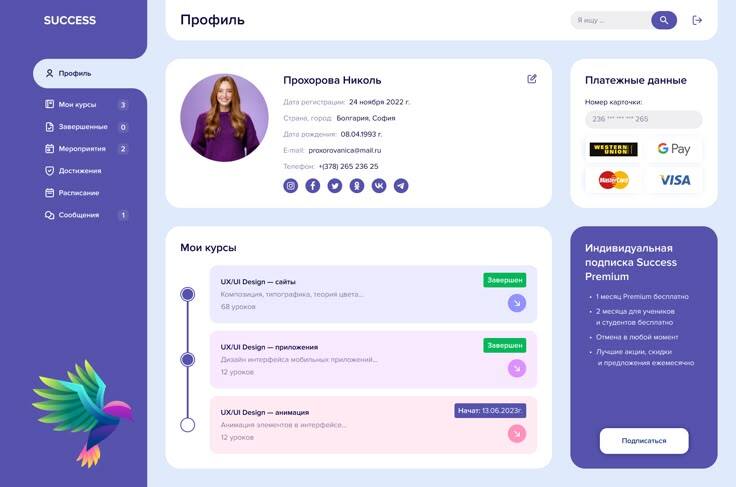 SUCCESS
Профиль
Я ищу ...
Профиль
Мои курсы 3
Завершенные 0
Мероприятия 2
Достижения
Расписание
Сообщения 1
Прохорова Николь
Дата регистрации: 24 ноября 2022 г.
Страна, город: Болгария, София
Дата рождения: 08.04.1993 г.
E-mail: proxorovanica@mail.ru
Телефон: +(378) 265 236 25
Платежные данные
Номер карточки:
236 *** *** *** 265
WESTERN UNION
G Pay
MasterCard
VISA
Мои курсы
UX/UI Design — сайты
Завершен
Композиция, типографика, теория цвета...
68 уроков
UX/UI Design — приложения
Завершен
Дизайн интерфейса мобильных приложений...
12 уроков
UX/UI Design — анимация
Начат: 13.06.2023г.
Анимация элементов в интерфейсе...
12 уроков
Индивидуальная
подписка Success
Premium
• 1 месяц Premium бесплатно
• 2 месяца для учеников
и студентов бесплатно
• Отмена в любой момент
• Лучшие акции, скидки
и предложения ежемесячно
Подписаться